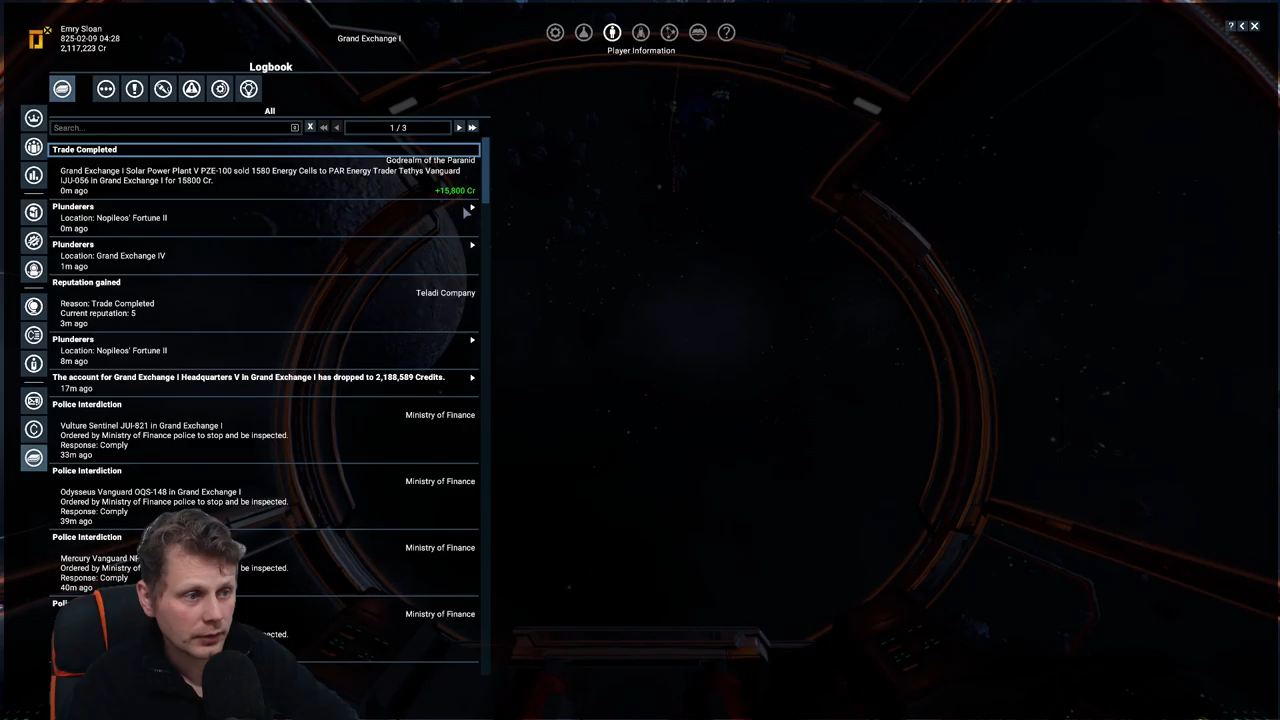 Emry Sloan
825-02-09 04:28
2,117,223 Cr
Grand Exchange I
Player Information
Logbook
All
Search...
X
1 / 3
Trade Completed
Godrealm of the Paranid
Grand Exchange I Solar Power Plant V PZE-100 sold 1580 Energy Cells to PAR Energy Trader Tethys Vanguard
IJU-056 in Grand Exchange I for 15800 Cr.
0m ago
+15,800 Cr
Plunderers
Location: Nopileos' Fortune II
0m ago
Plunderers
Location: Grand Exchange IV
1m ago
Reputation gained
Teladi Company
Reason: Trade Completed
Current reputation: 5
3m ago
Plunderers
Location: Nopileos' Fortune II
8m ago
The account for Grand Exchange I Headquarters V in Grand Exchange I has dropped to 2,188,589 Credits.
17m ago
Police Interdiction
Ministry of Finance
Vulture Sentinel JUI-821 in Grand Exchange I
Ordered by Ministry of Finance police to stop and be inspected.
Response: Comply
33m ago
Police Interdiction
Ministry of Finance
Odysseus Vanguard OQS-148 in Grand Exchange I
Ordered by Ministry of Finance police to stop and be inspected.
Response: Comply
39m ago
Police Interdiction
Ministry of Finance
Mercury Vanguard
Ordered by Ministry of be inspected.
Response: Comply
40m ago
Ministry of Finance